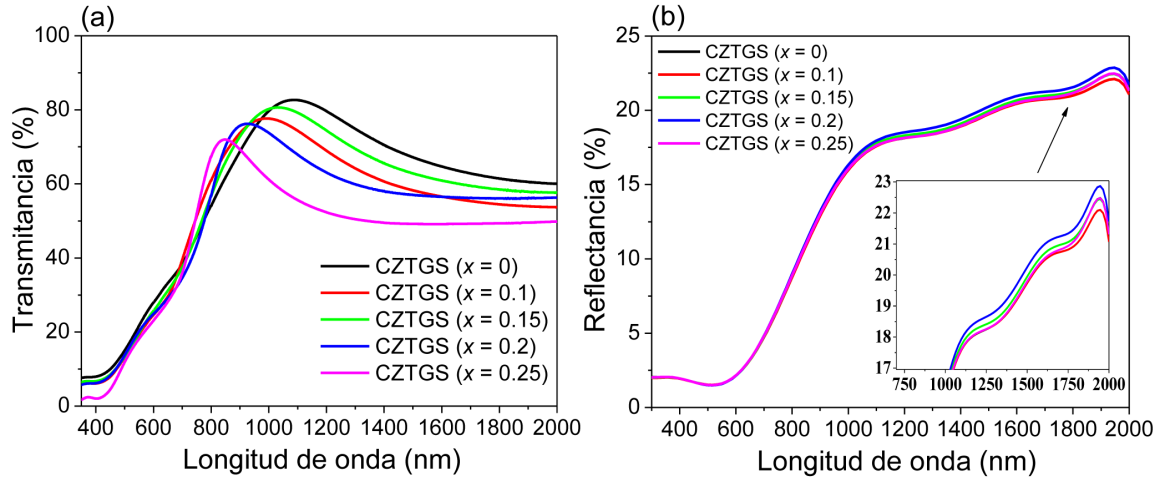 (a)
100
80
60
40
20
0
Transmitancia (%)
CZTGS (x = 0)
CZTGS (x = 0.1)
CZTGS (x = 0.15)
CZTGS (x = 0.2)
CZTGS (x = 0.25)
400 600 800 1000 1200 1400 1600 1800 2000
Longitud de onda (nm)
(b)
25
20
15
10
5
0
Reflectancia (%)
CZTGS (x = 0)
CZTGS (x = 0.1)
CZTGS (x = 0.15)
CZTGS (x = 0.2)
CZTGS (x = 0.25)
23
22
21
20
19
18
17
750 1000 1250 1500 1750 2000
400 600 800 1000 1200 1400 1600 1800 2000
Longitud de onda (nm)